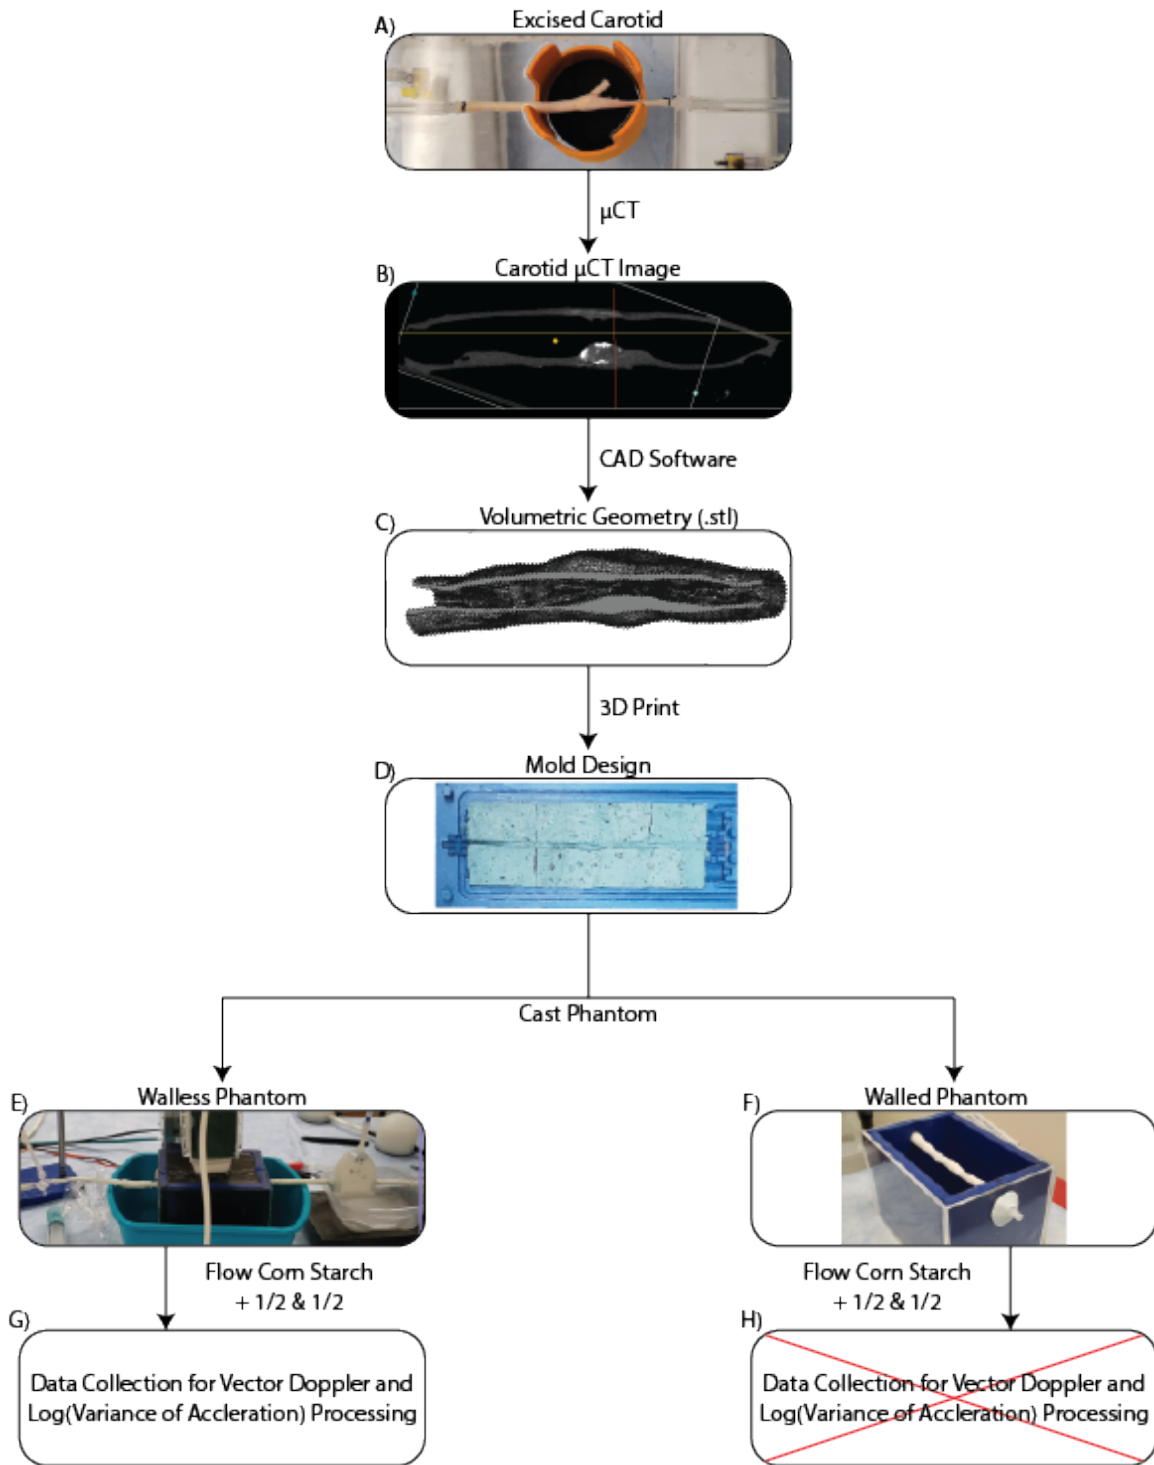 A)
Excised Carotid
µCT
B)
Carotid µCT Image
CAD Software
C)
Volumetric Geometry (.stl)
3D Print
D)
Mold Design
Cast Phantom
E)
Walless Phantom
F)
Walled Phantom
Flow Corn Starch
+ 1/2 & 1/2
Flow Corn Starch
+ 1/2 & 1/2
G)
Data Collection for Vector Doppler and
Log(Variance of Accleration) Processing
H)
Data Collection for Vector Doppler and
Log(Variance of Accleration) Processing